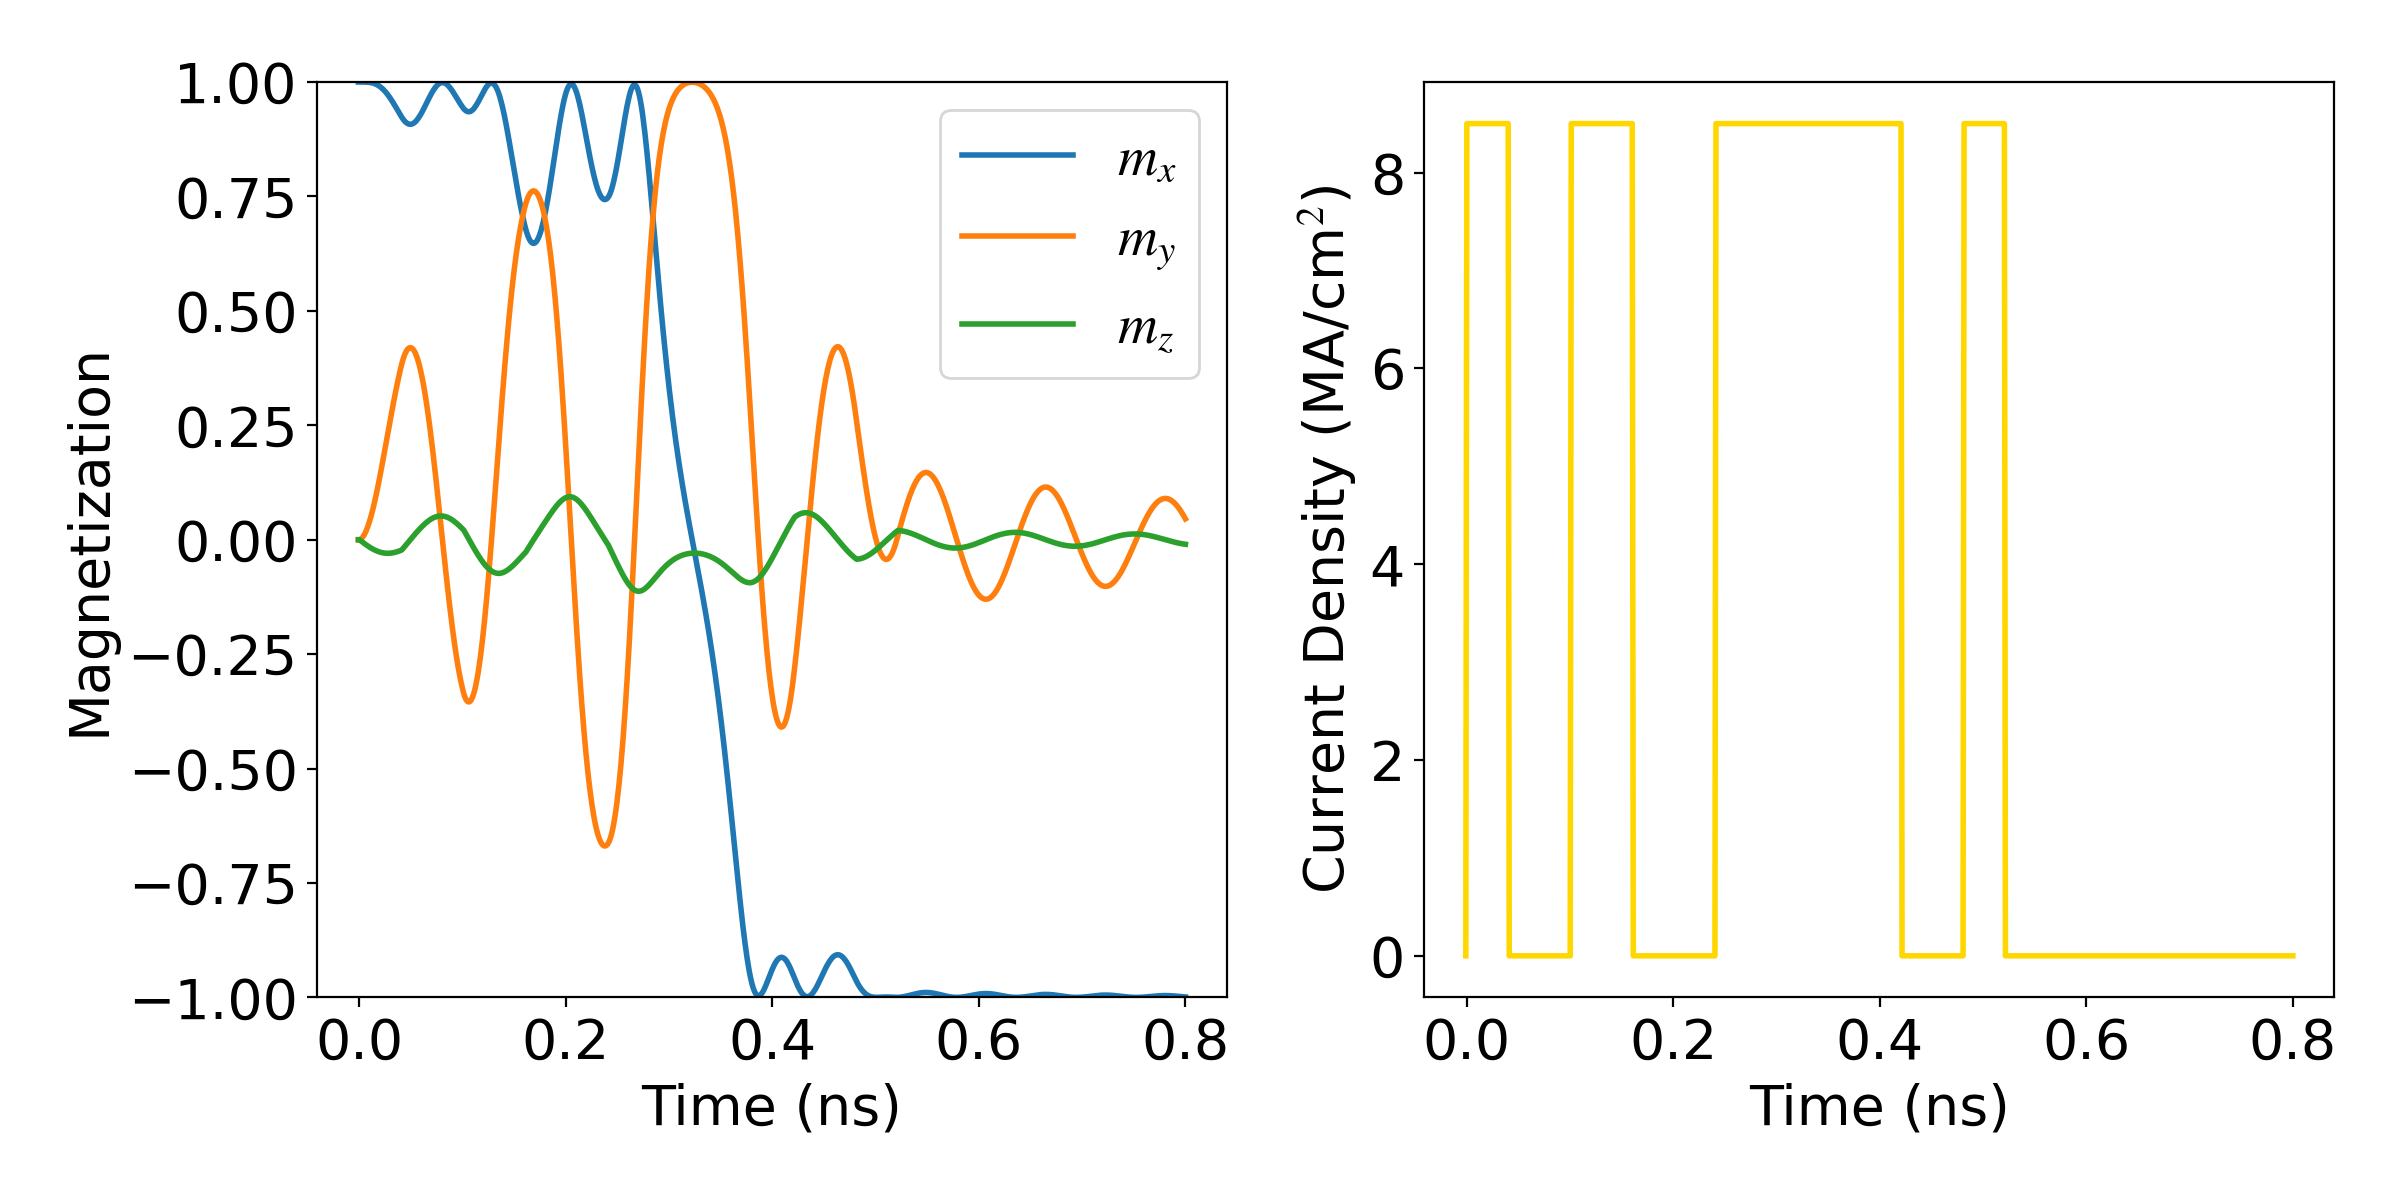 1.00
0.75
0.50
0.25
0.00
−0.25
−0.50
−0.75
−1.00
Magnetization
0.0 0.2 0.4 0.6 0.8
Time (ns)
mₓ
m_y
m_z
8
6
4
2
0
Current Density (MA/cm²)
0.0 0.2 0.4 0.6 0.8
Time (ns)